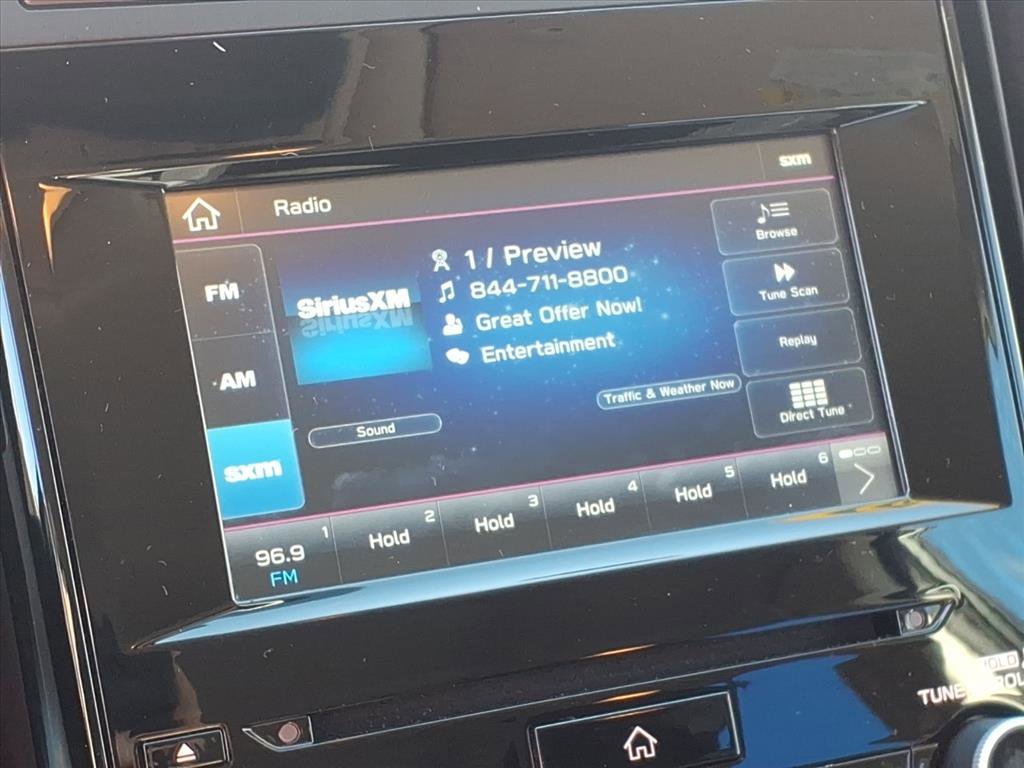 Radio
sxm
FM
AM
sxm
SiriusXM
1 / Preview
844-711-8800
Great Offer Now!
Entertainment
Browse
Tune Scan
Replay
Direct Tune
Traffic & Weather Now
Sound
1
96.9
FM
2
Hold
3
Hold
4
Hold
5
Hold
6
Hold
HOLD
TUNE